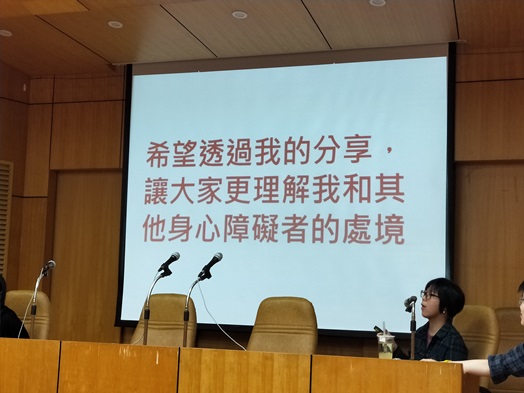 希望透過我的分享，
讓大家更理解我和其
他身心障礙者的處境